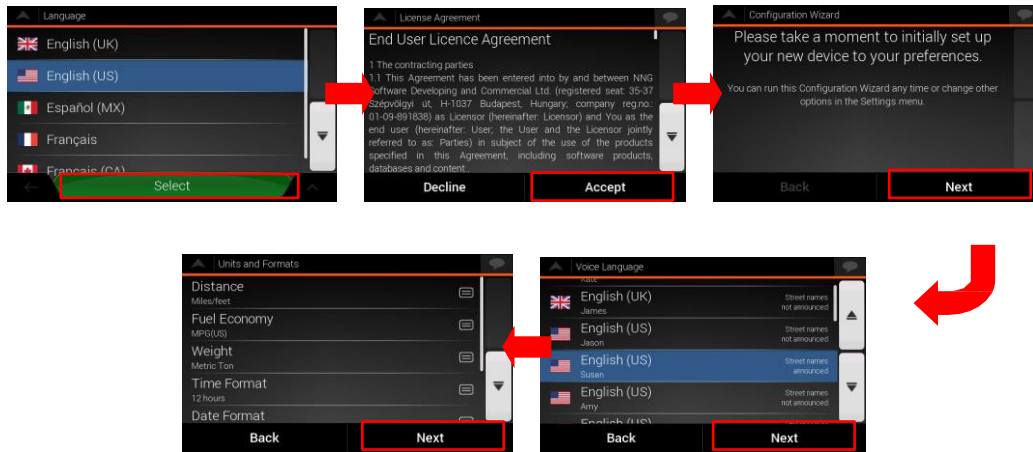 Language
English (UK)
English (US)
Español (MX)
Français
Français (CA)
Select
License Agreement
End User Licence Agreement
1 The contracting parties
1.1 This Agreement has been entered into by and between NNG
Software Developing and Commercial Ltd. (registered seat: 35-37
Szépvölgyi út, H-1037 Budapest, Hungary; company reg.no.:
01-09-891838) as Licensor (hereinafter: Licensor) and You as the
end user (hereinafter: User; the User and the Licensor jointly
referred to as: Parties) in subject of the use of the products
specified in this Agreement, including software products,
databases and content .
Decline
Accept
Configuration Wizard
Please take a moment to initially set up
your new device to your preferences.
You can run this Configuration Wizard any time or change other
options in the Settings menu.
Back
Next
Units and Formats
Distance
Miles/feet
Fuel Economy
MPG(US)
Weight
Metric Ton
Time Format
12 hours
Date Format
Back
Next
Voice Language
Kate
English (UK)
James
Street names
not announced
English (US)
Jason
Street names
not announced
English (US)
Susan
Street names
announced
English (US)
Amy
Street names
not announced
English (US)
Back
Next